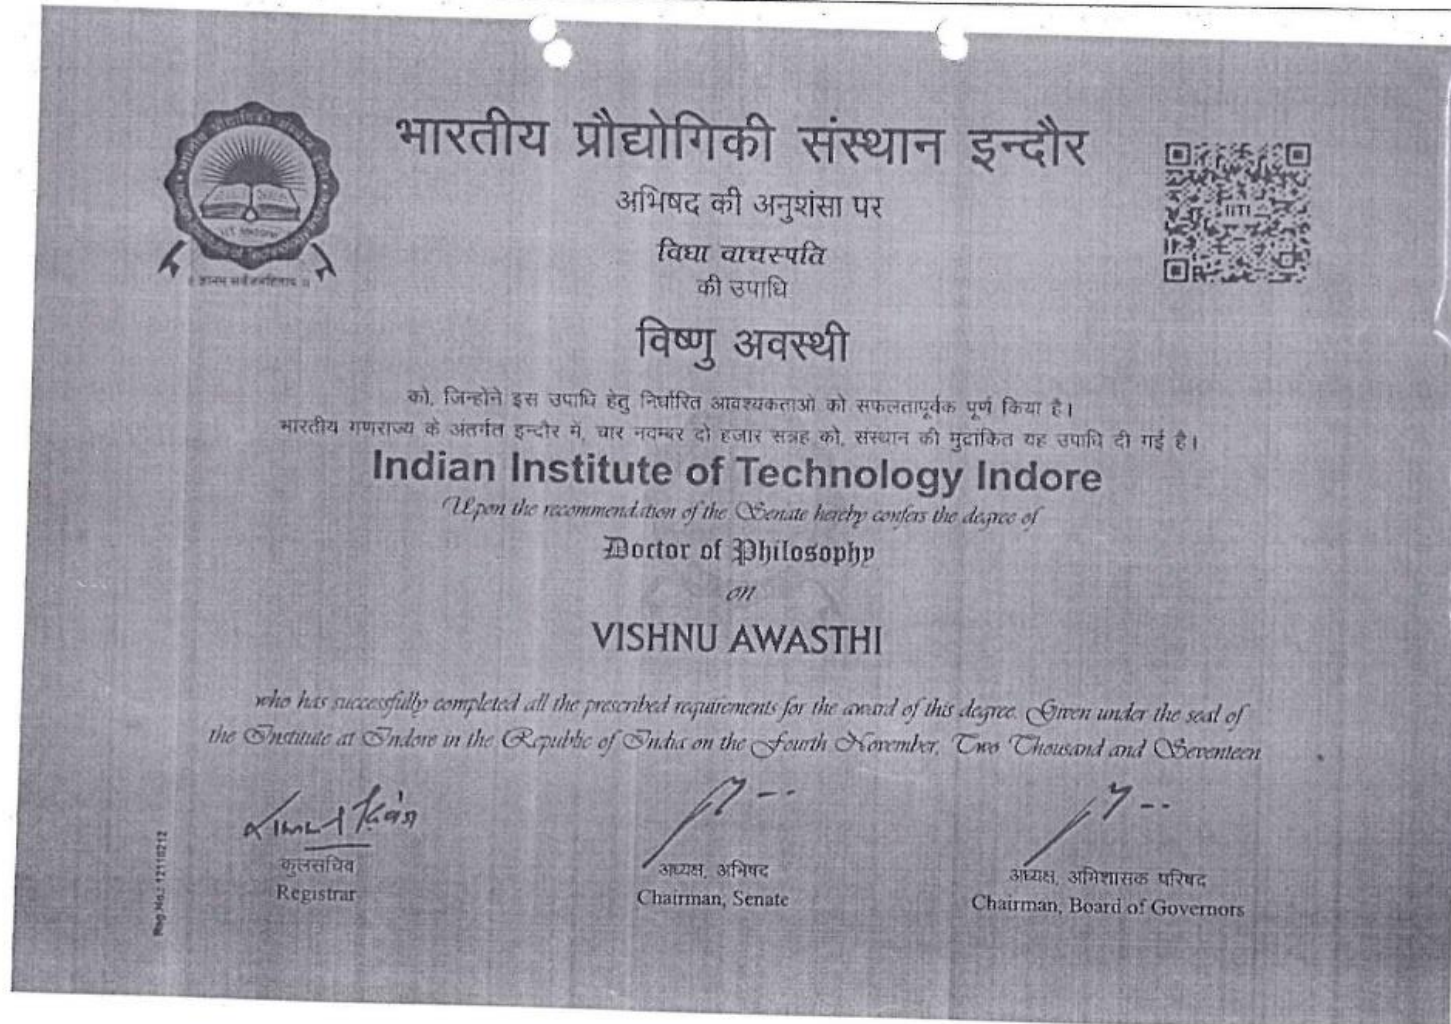 भारतीय प्रौद्योगिकी संस्थान इन्दौर
अभिषद की अनुशंसा पर
विधा वाचस्पति
की उपाधि
विष्णु अवस्थी
को, जिन्होने इस उपाधि हेतु निर्धारित आवश्यकताओ को सफलतापूर्वक पूर्ण किया है।
भारतीय गणराज्य के अंतर्गत इन्दौर में, चार नवम्बर दो हजार सत्रह को, संस्थान की मुद्रांकित यह उपाधि दी गई है।
Indian Institute of Technology Indore
Upon the recommendation of the Senate hereby confers the degree of
Doctor of Philosophy
on
VISHNU AWASTHI
who has successfully completed all the prescribed requirements for the award of this degree. Given under the seal of
the Institute at Indore in the Republic of India on the Fourth November, Two Thousand and Seventeen
कुलसचिव
Registrar
अध्यक्ष, अभिषद
Chairman, Senate
अध्यक्ष, अभिशासक परिषद
Chairman, Board of Governors
Reg.No.: 12110212
IITI